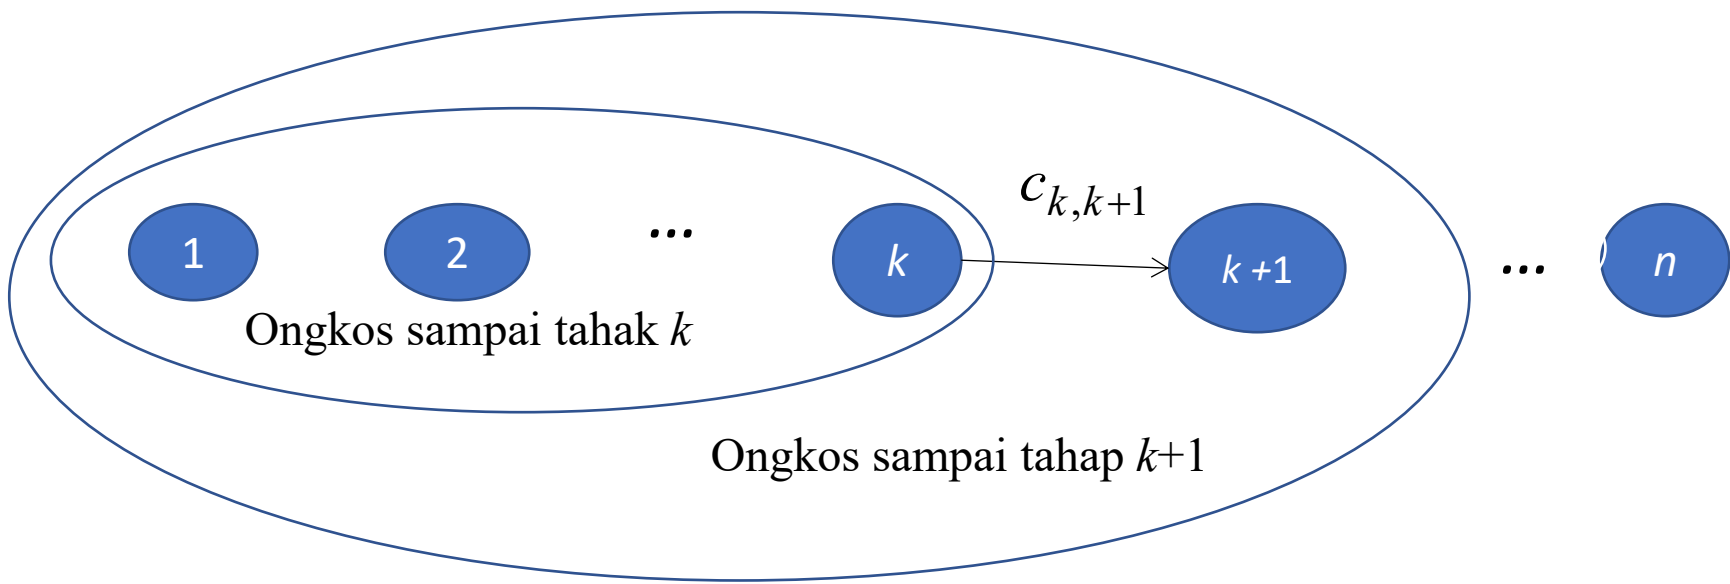 c_{k,k+1}
1 2 ... k k +1 ... ) n
Ongkos sampai tahak k
Ongkos sampai tahap k+1